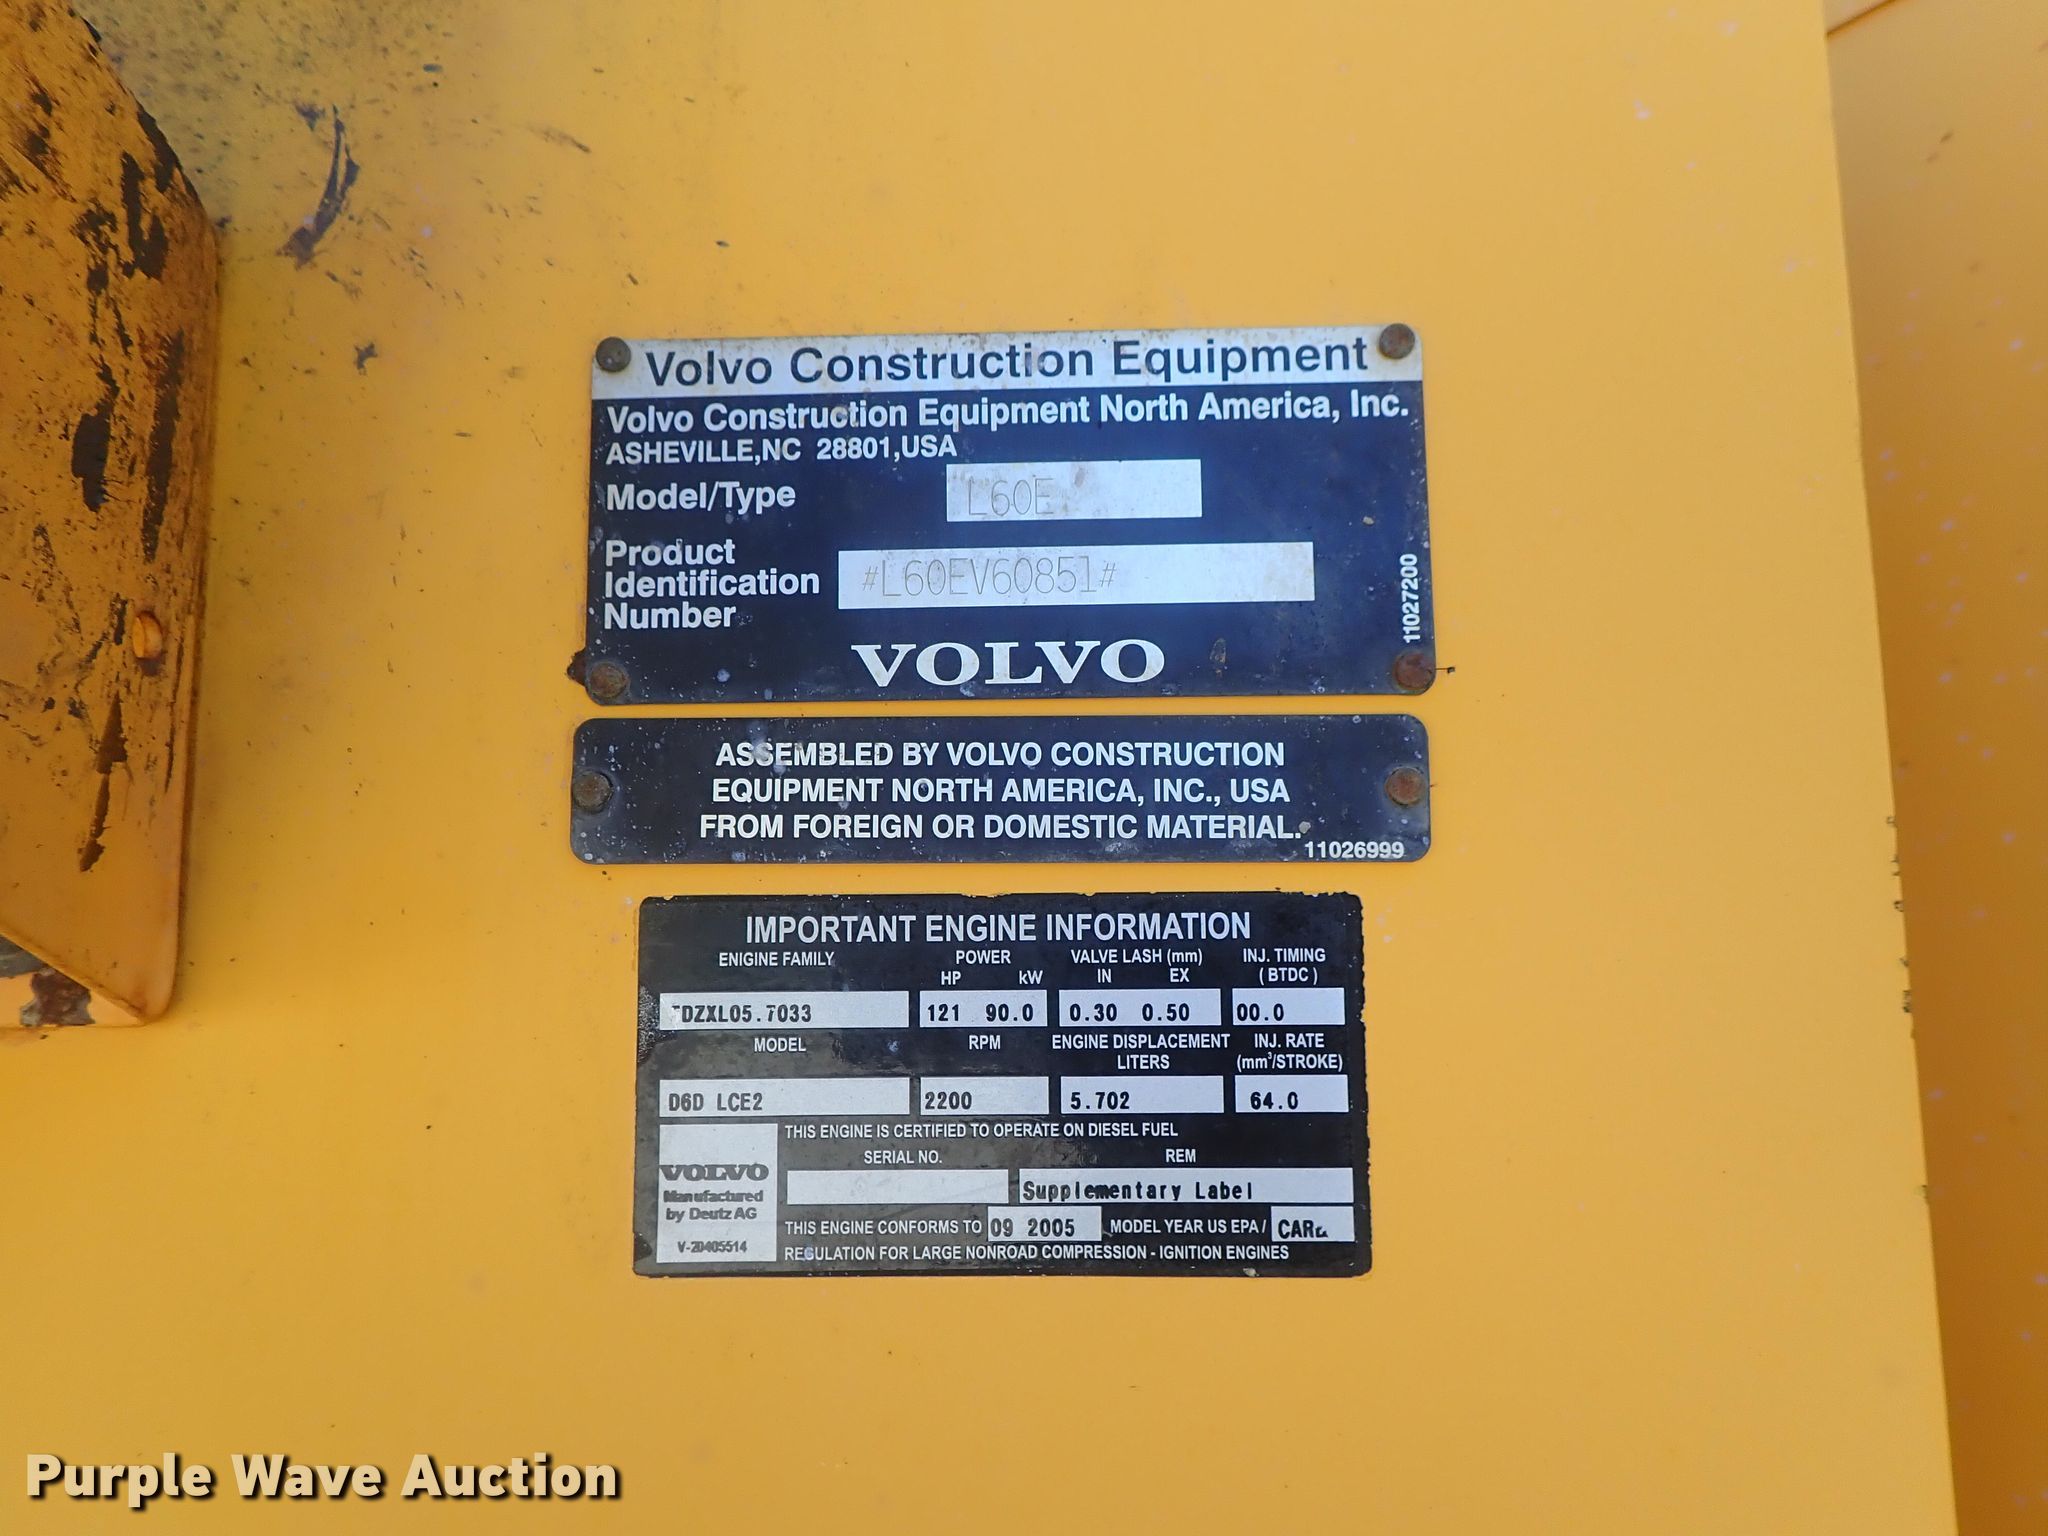 Volvo Construction Equipment
Volvo Construction Equipment North America, Inc.
ASHEVILLE,NC 28801,USA
Model/Type L60E
Product
Identification
Number
#L60EV60851#
11027200
VOLVO
ASSEMBLED BY VOLVO CONSTRUCTION
EQUIPMENT NORTH AMERICA, INC., USA
FROM FOREIGN OR DOMESTIC MATERIAL.
11026999
IMPORTANT ENGINE INFORMATION
ENIGINE FAMILY POWER VALVE LASH (mm) INJ. TIMING
HP kW IN EX (BTDC)
DZXL05.7033 121 90.0 0.30 0.50 00.0
MODEL RPM ENGINE DISPLACEMENT INJ. RATE
LITERS (mm³/STROKE)
D6D LCE2 2200 5.702 64.0
THIS ENGINE IS CERTIFIED TO OPERATE ON DIESEL FUEL
SERIAL NO. REM
Supplementary Label
VOLVO
Manufactured
by Deutz AG
V-20405514
THIS ENGINE CONFORMS TO 09 2005 MODEL YEAR US EPA /
REGULATION FOR LARGE NONROAD COMPRESSION - IGNITION ENGINES
Purple Wave Auction